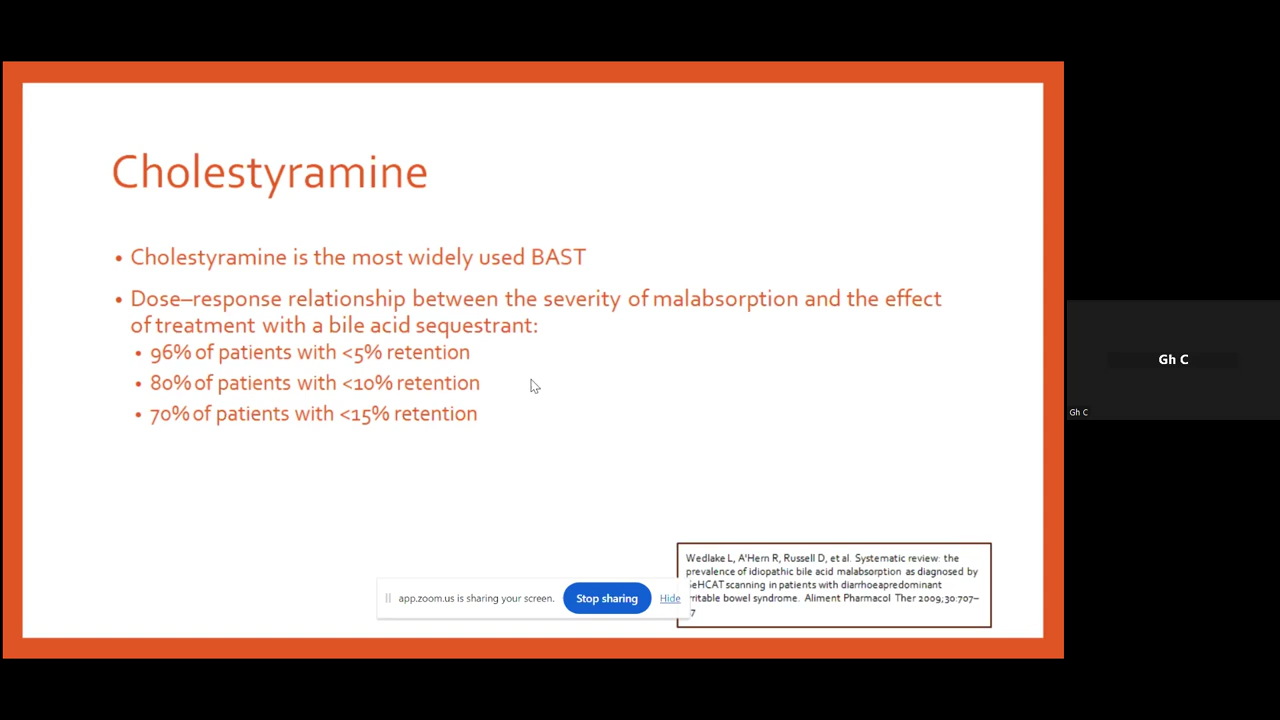 Cholestyramine
• Cholestyramine is the most widely used BAST
• Dose–response relationship between the severity of malabsorption and the effect
of treatment with a bile acid sequestrant:
• 96% of patients with <5% retention
• 80% of patients with <10% retention
• 70% of patients with <15% retention
Wedlake L, A'Hern R, Russell D, et al. Systematic review: the
prevalence of idiopathic bile acid malabsorption as diagnosed by
SeHCAT scanning in patients with diarrhoeapredominant
irritable bowel syndrome. Aliment Pharmacol Ther 2009;30:707–
7
app.zoom.us is sharing your screen.
Stop sharing
Hide
Gh C
Gh C